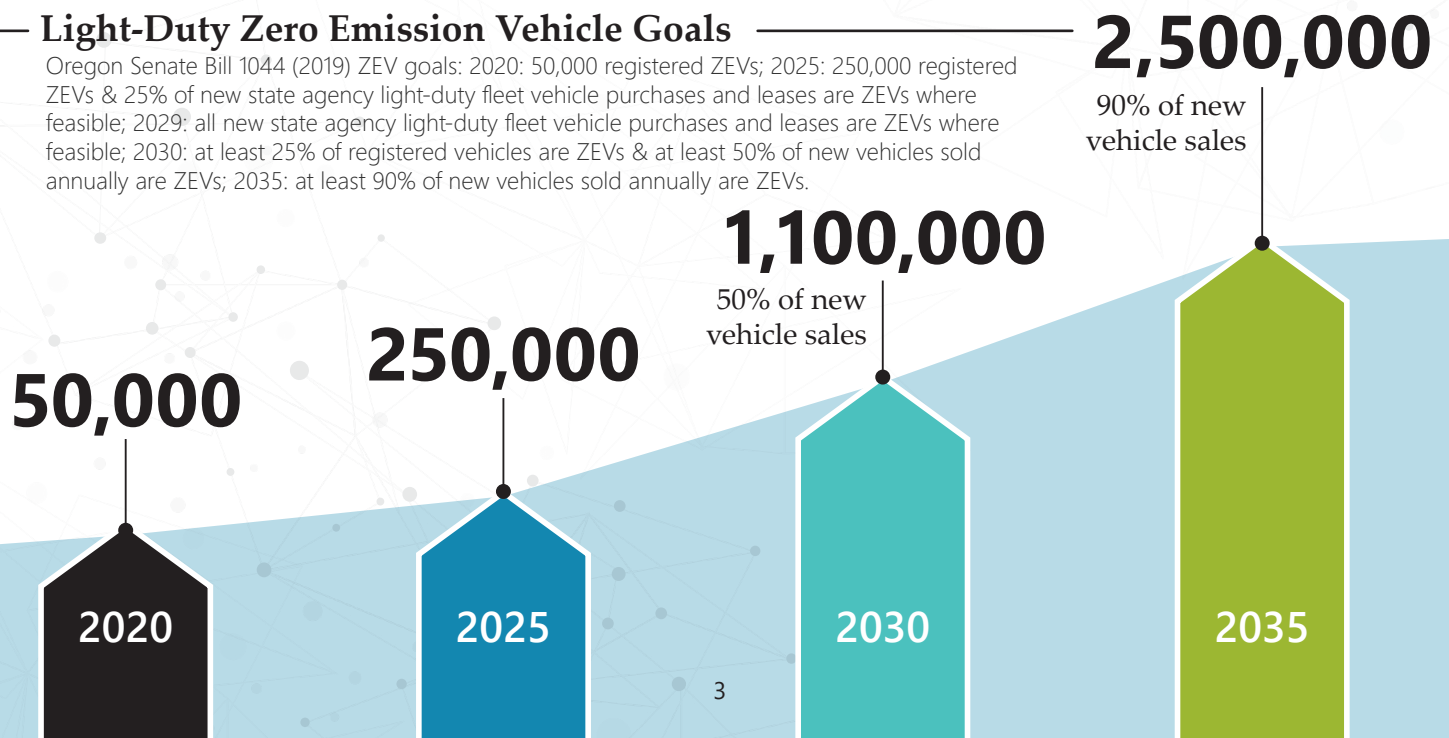 Light-Duty Zero Emission Vehicle Goals
Oregon Senate Bill 1044 (2019) ZEV goals: 2020: 50,000 registered ZEVs; 2025: 250,000 registered
ZEVs & 25% of new state agency light-duty fleet vehicle purchases and leases are ZEVs where
feasible; 2029: all new state agency light-duty fleet vehicle purchases and leases are ZEVs where
feasible; 2030: at least 25% of registered vehicles are ZEVs & at least 50% of new vehicles sold
annually are ZEVs; 2035: at least 90% of new vehicles sold annually are ZEVs.
2,500,000
90% of new
vehicle sales
1,100,000
50% of new
vehicle sales
250,000
50,000
2020
2025
2030
2035
3